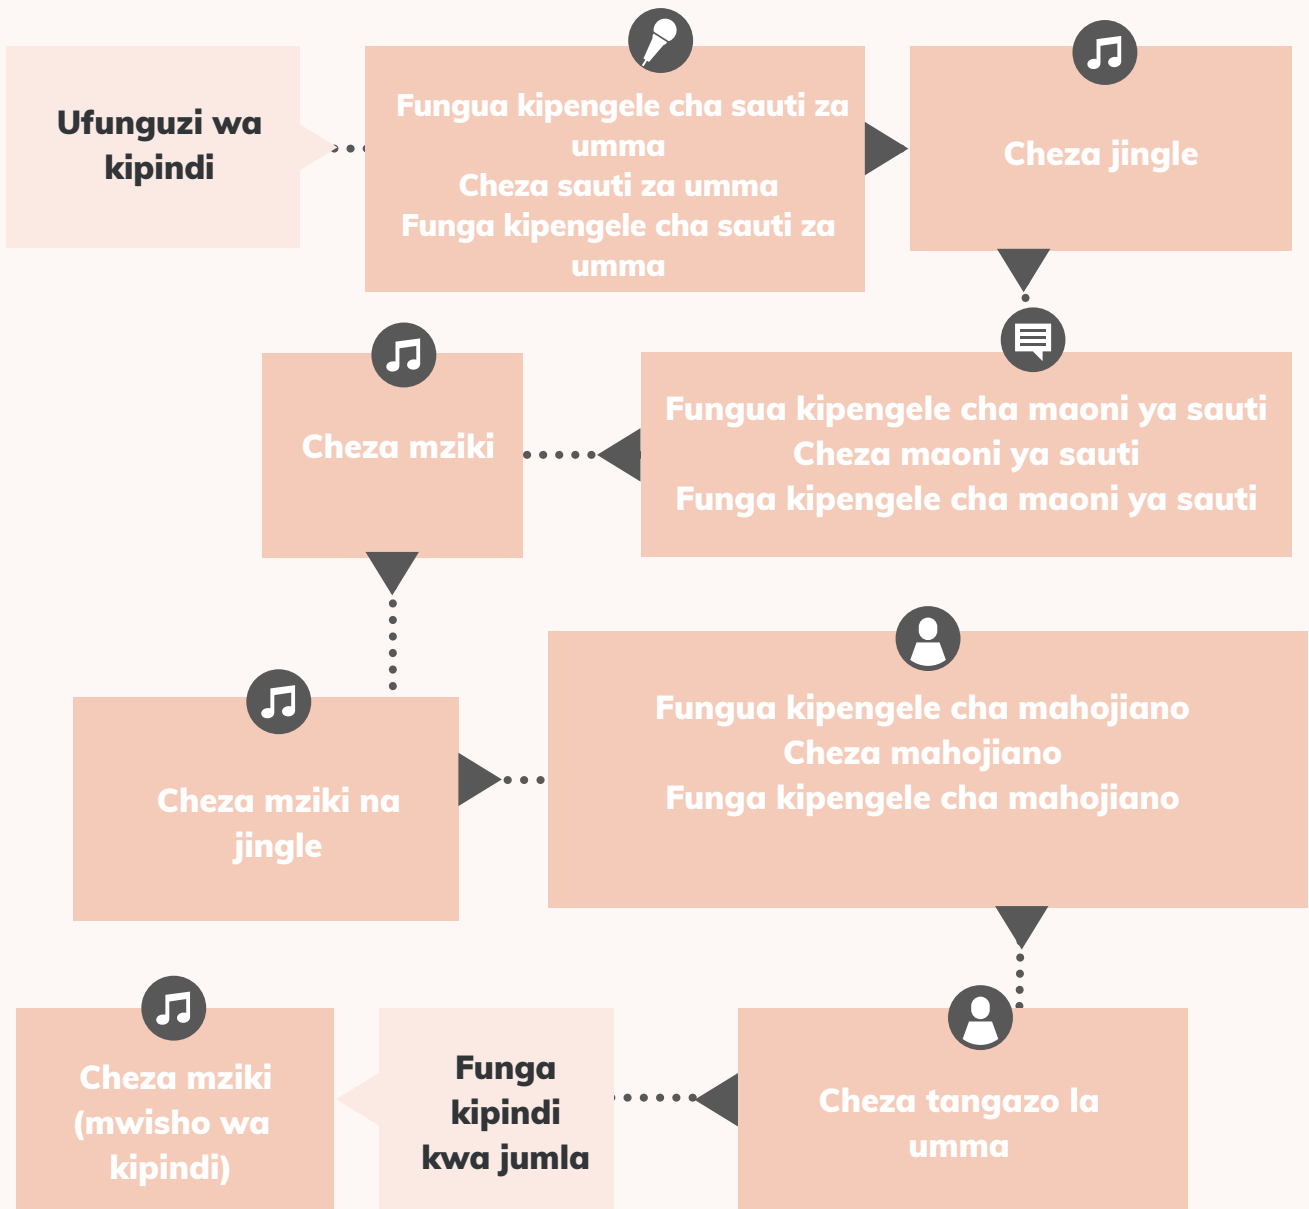 Ufunguzi wa
kipindi
Fungua kipengele cha sauti za
umma
Cheza sauti za umma
Funga kipengele cha sauti za
umma
Cheza jingle
Fungua kipengele cha maoni ya sauti
Cheza maoni ya sauti
Funga kipengele cha maoni ya sauti
Cheza mziki
Cheza mziki na
jingle
Fungua kipengele cha mahojiano
Cheza mahojiano
Funga kipengele cha mahojiano
Cheza tangazo la
umma
Funga
kipindi
kwa jumla
Cheza mziki
(mwisho wa
kipindi)